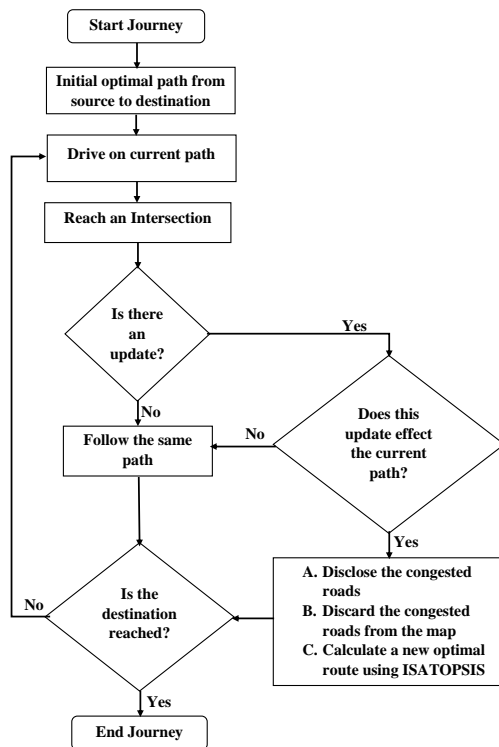 Start Journey
Initial optimal path from
source to destination
Drive on current path
Reach an Intersection
Is there
an
update?
Yes
No
Does this
update effect
the current
path?
No
Follow the same
path
Yes
A. Disclose the congested
roads
B. Discard the congested
roads from the map
C. Calculate a new optimal
route using ISATOPSIS
Is the
destination
reached?
No
Yes
End Journey